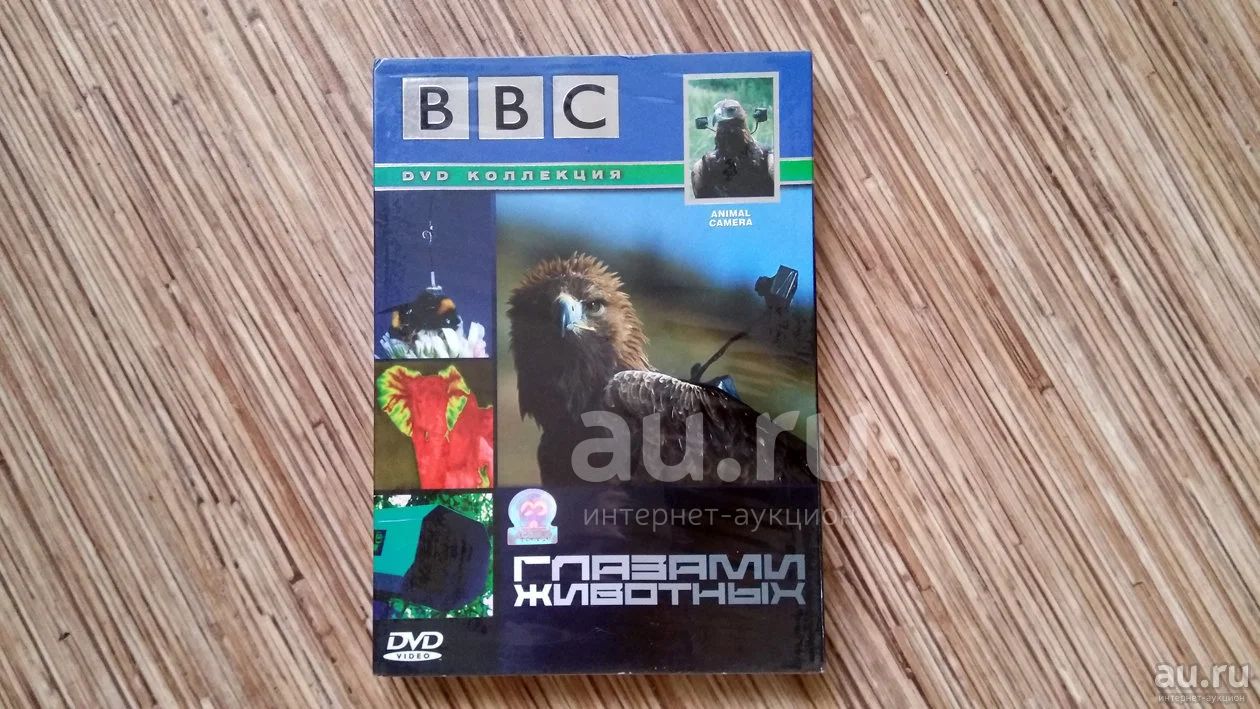 BBC
DVD КОЛЛЕКЦИЯ
ANIMAL
CAMERA
au.ru
интернет-аукцион
ГЛАЗАМИ
ЖИВОТНЫХ
DVD
VIDEO
au.ru
интернет-аукцион